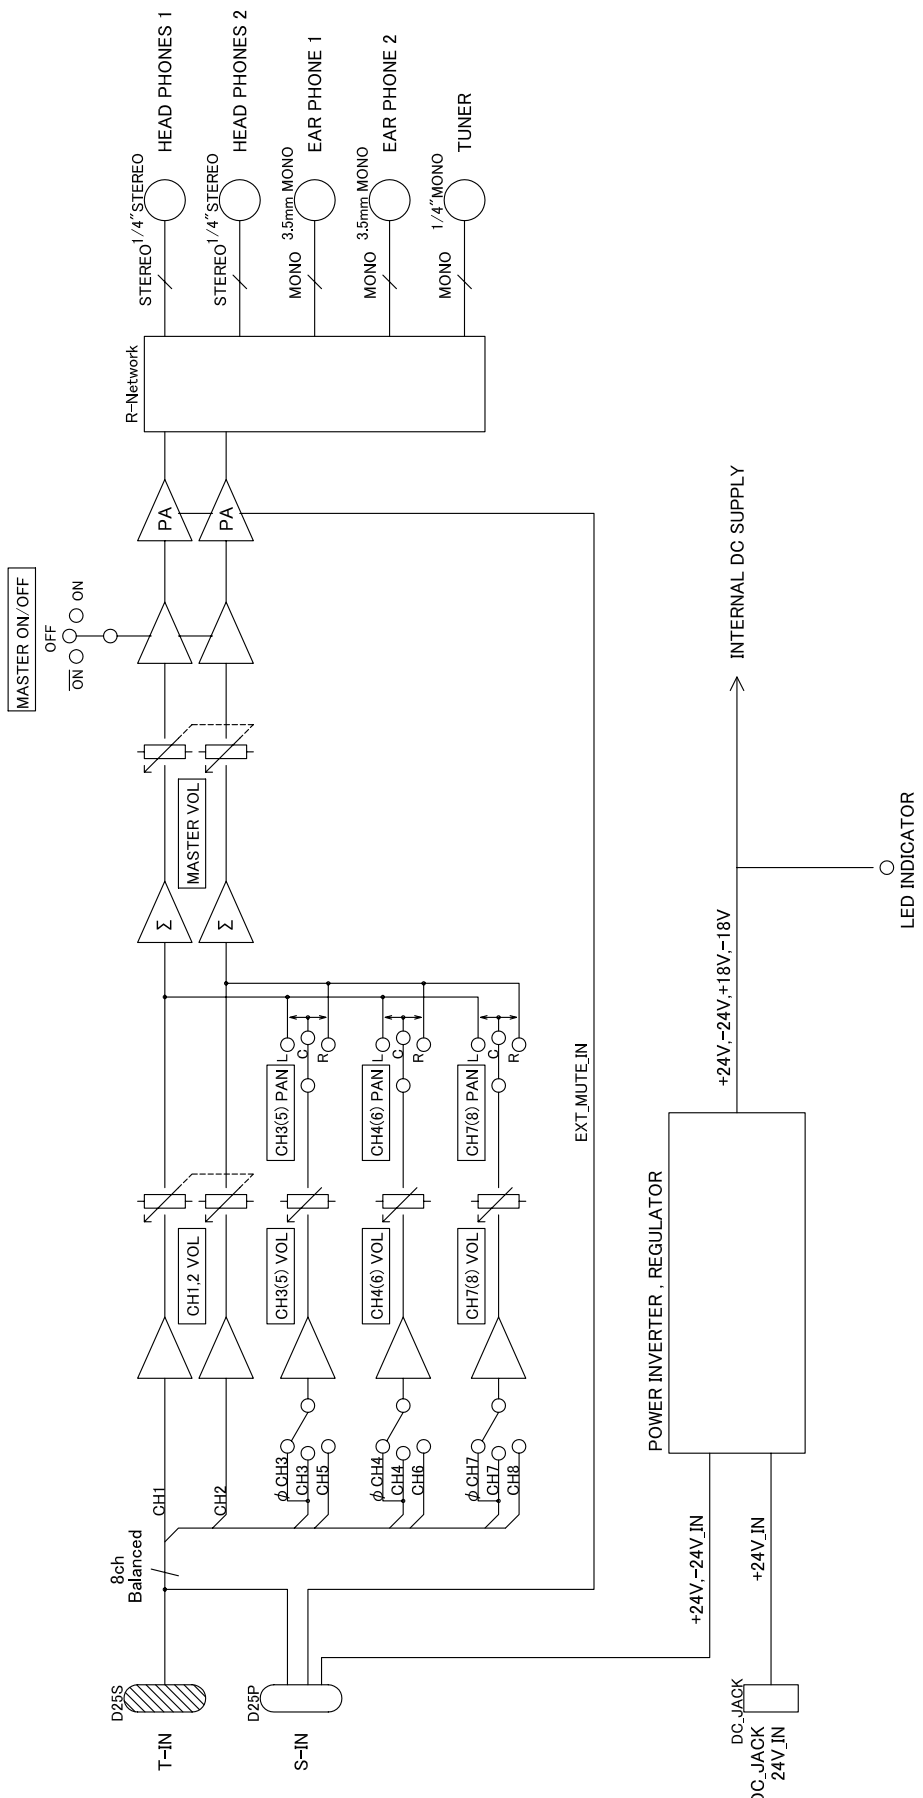 T-IN
D25S
8ch
Balanced
CH1
CH2
ϕ CH3
CH3
CH5
ϕ CH4
CH4
CH6
ϕ CH7
CH7
CH8
S-IN
D25P
CH1,2 VOL
CH3(5) VOL
CH4(6) VOL
CH7(8) VOL
CH3(5) PAN
L
C
R
CH4(6) PAN
L
C
R
CH7(8) PAN
L
C
R
Σ
Σ
MASTER VOL
MASTER ON/OFF
ON
OFF
ON
PA
PA
EXT_MUTE_IN
R-Network
STEREO
1/4"STEREO
HEAD PHONES 1
STEREO
1/4"STEREO
HEAD PHONES 2
MONO
3.5mm MONO
EAR PHONE 1
MONO
3.5mm MONO
EAR PHONE 2
MONO
1/4"MONO
TUNER
DC_JACK
DC_JACK
24V_IN
+24V,-24V_IN
+24V_IN
POWER INVERTER , REGULATOR
+24V,-24V,+18V,-18V
INTERNAL DC SUPPLY
LED INDICATOR